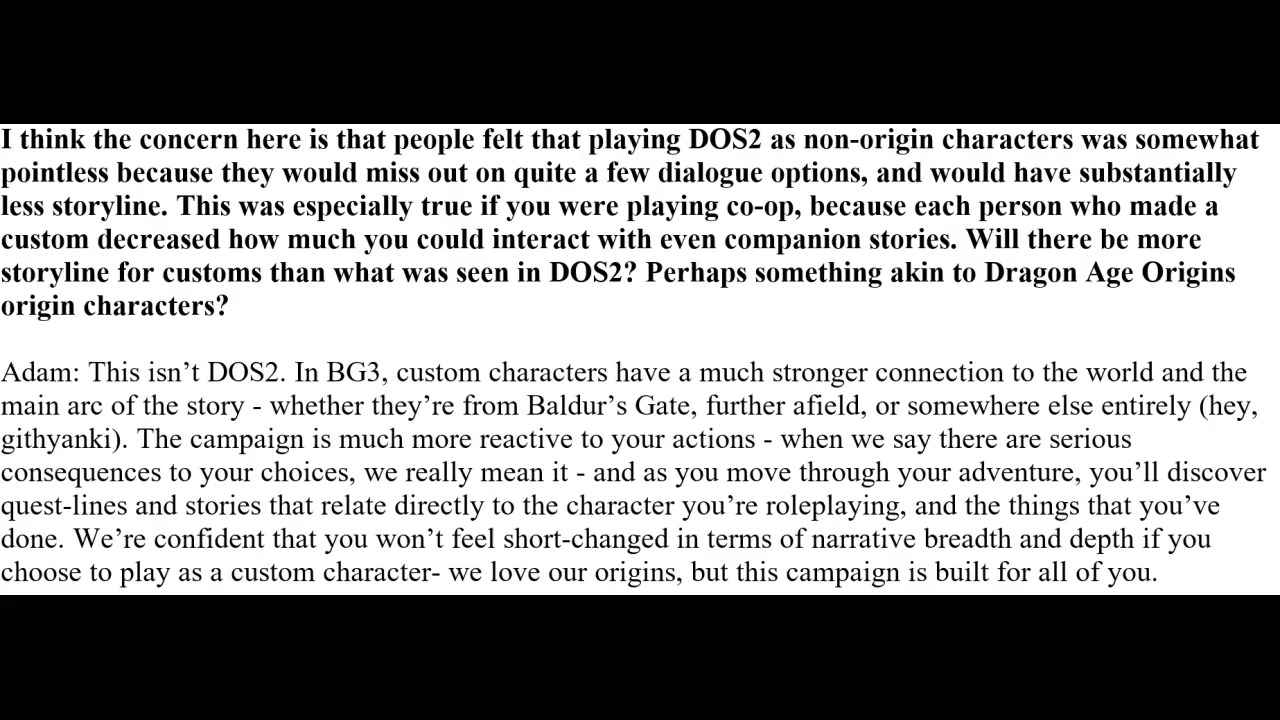 I think the concern here is that people felt that playing DOS2 as non-origin characters was somewhat
pointless because they would miss out on quite a few dialogue options, and would have substantially
less storyline. This was especially true if you were playing co-op, because each person who made a
custom decreased how much you could interact with even companion stories. Will there be more
storyline for customs than what was seen in DOS2? Perhaps something akin to Dragon Age Origins
origin characters?
Adam: This isn’t DOS2. In BG3, custom characters have a much stronger connection to the world and the
main arc of the story - whether they’re from Baldur’s Gate, further afield, or somewhere else entirely (hey,
githyanki). The campaign is much more reactive to your actions - when we say there are serious
consequences to your choices, we really mean it - and as you move through your adventure, you’ll discover
quest-lines and stories that relate directly to the character you’re roleplaying, and the things that you’ve
done. We’re confident that you won’t feel short-changed in terms of narrative breadth and depth if you
choose to play as a custom character- we love our origins, but this campaign is built for all of you.